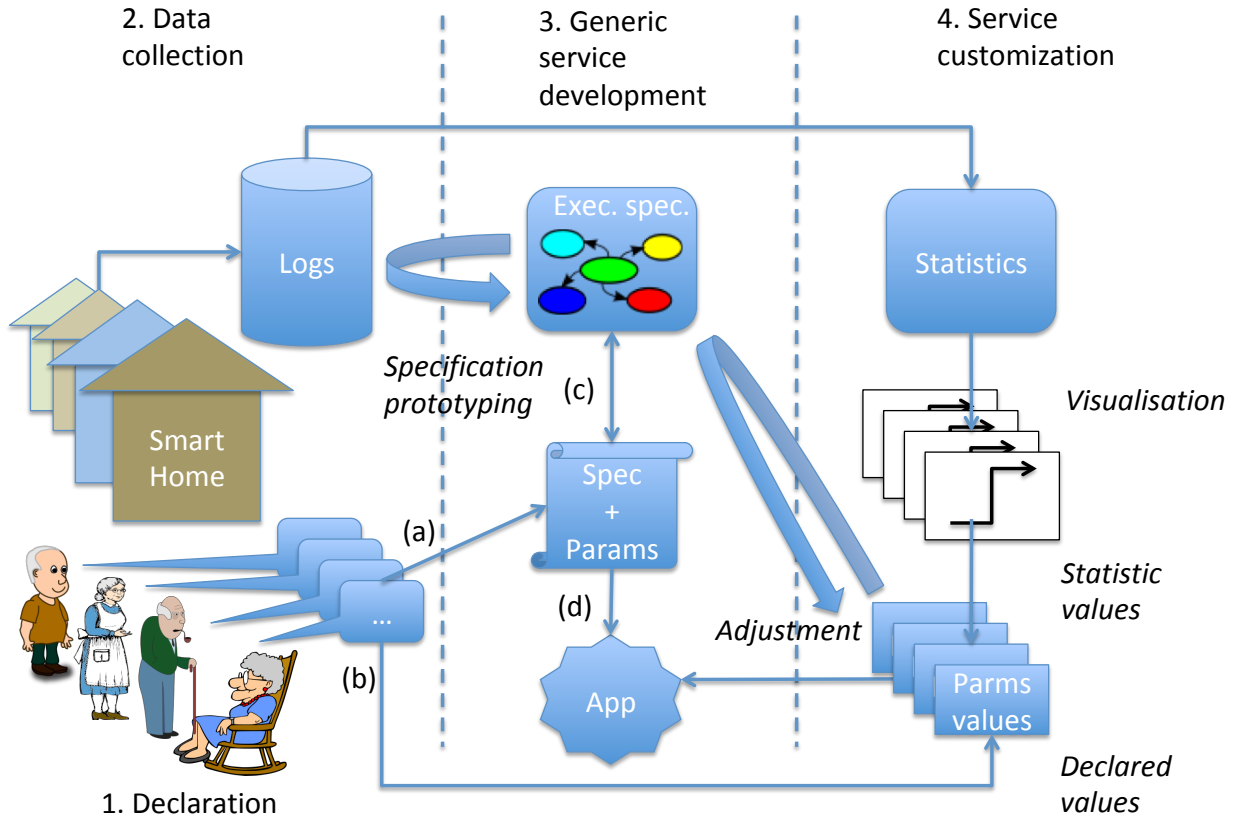 2. Data
collection
3. Generic
service
development
4. Service
customization
Logs
Exec. spec.
Statistics
Smart
Home
Specification
prototyping
(c)
Visualisation
Spec
+
Params
(a)
...
(b)
(d)
Adjustment
Statistic
values
App
Parms
values
Declared
values
1. Declaration